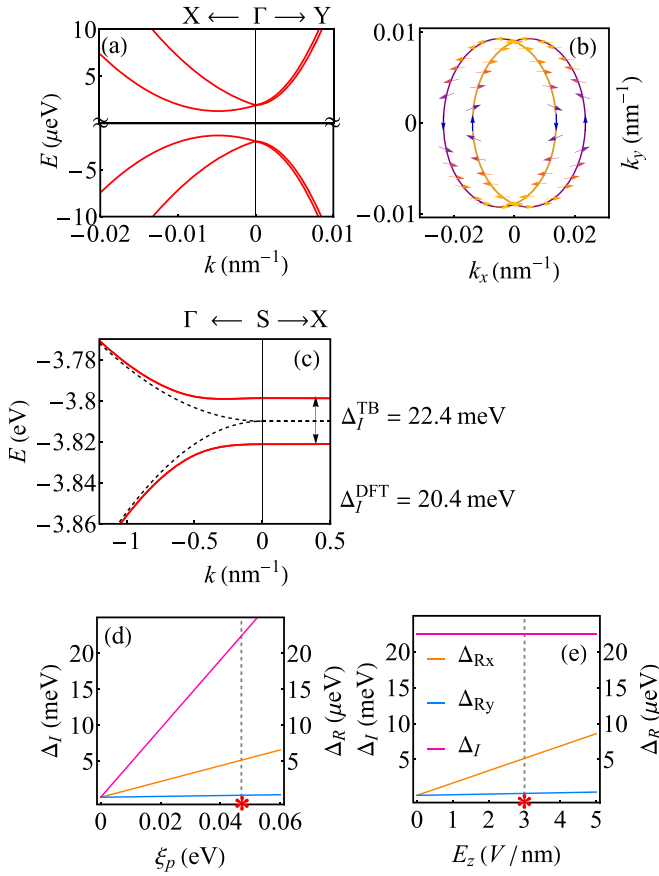 X ⟵ Γ ⟶ Y
(a)
10
5
−5
−10
E (μeV)
−0.02 −0.01 0 0.01
k (nm⁻¹)
(b)
0.01
0
−0.01
k_y (nm⁻¹)
−0.02 0 0.02
k_x (nm⁻¹)
Γ ⟵ S ⟶ X
(c)
−3.78
−3.8
−3.82
−3.84
−3.86
E (eV)
Δ_I^TB = 22.4 meV
Δ_I^DFT = 20.4 meV
−1 −0.5 0 0.5
k (nm⁻¹)
(d)
20
15
10
5
Δ_I (meV)
20
15
10
5
Δ_R (μeV)
0 0.02 0.04 0.06
ξ_p (eV)
(e)
20
15
10
5
Δ_I (meV)
Δ_Rx
Δ_Ry
Δ_I
20
15
10
5
Δ_R (μeV)
0 1 2 3 4 5
E_z (V/nm)